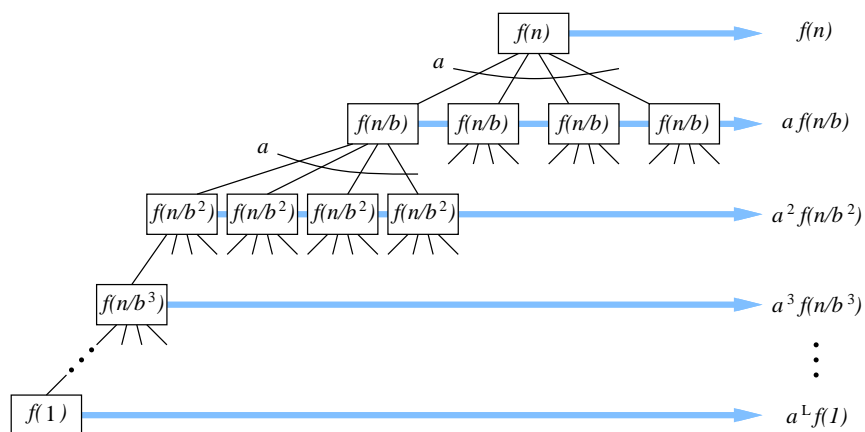 f(n) f(n)
a
f(n/b) f(n/b) f(n/b) f(n/b) a f(n/b)
a
f(n/b²) f(n/b²) f(n/b²) f(n/b²) a² f(n/b²)
f(n/b³) a³ f(n/b³)
f(1) aᴸ f(1)